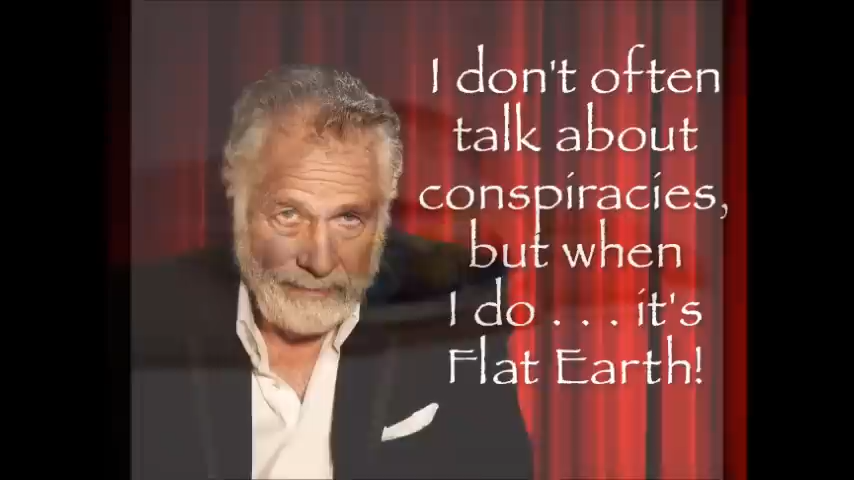 I don't often
talk about
conspiracies,
but when
I do . . . it's
Flat Earth!